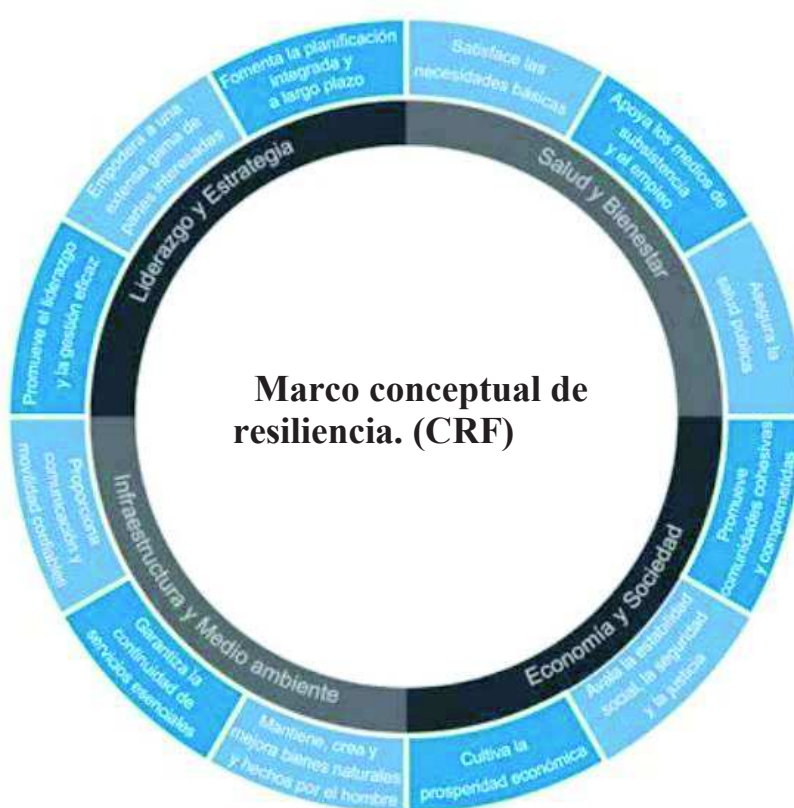 Fomenta la planificación
integrada y
a largo plazo
Satisface las
necesidades básicas
Apoya los medios de
subsistencia
y el empleo
Asegura la
salud pública
Promueve
comunidades cohesivas
y comprometidas
Avala la estabilidad
social, la seguridad
y la justicia
Cultiva la
prosperidad económica
Mantiene, crea y
mejora bienes naturales
y hechos por el hombre
Garantiza la
continuidad de
servicios esenciales
Proporciona
comunicación y
movilidad confiables
Promueve el liderazgo
y la gestión eficaz
Empodera a una
extensa gama de
partes interesadas
Liderazgo y Estrategia
Salud y Bienestar
Economía y Sociedad
Infraestructura y Medio ambiente
Marco conceptual de
resiliencia. (CRF)